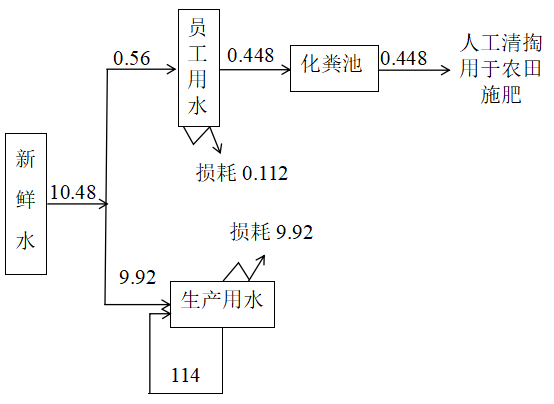 新鲜水
10.48
0.56
员工用水
0.448
化粪池
0.448
人工清掏
用于农田
施肥
损耗 0.112
9.92
生产用水
损耗 9.92
114